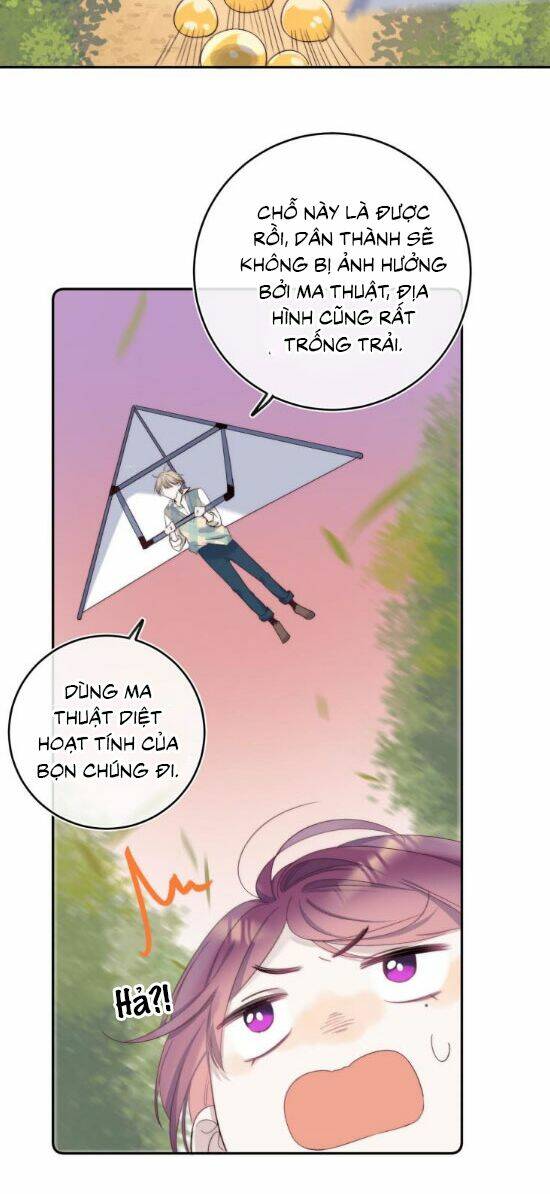 CHỖ NÀY LÀ ĐƯỢC
RỒI, DÂN THÀNH SẼ
KHÔNG BỊ ẢNH HƯỞNG
BỞI MA THUẬT, ĐỊA
HÌNH CŨNG RẤT
TRỐNG TRẢI.
DÙNG MA
THUẬT DIỆT
HOẠT TÍNH CỦA
BỌN CHÚNG ĐI.
HẢ?!